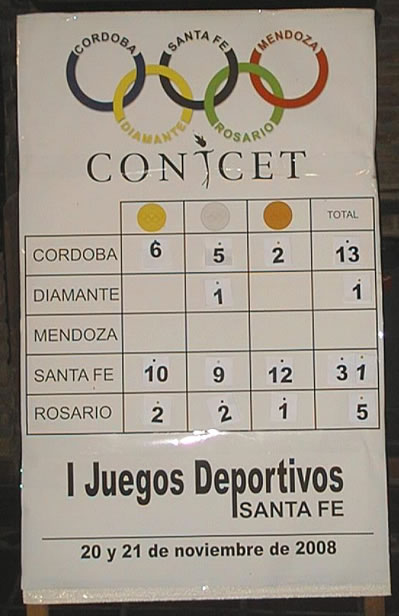 CORDOBA SANTA FE MENDOZA
DIAMANTE ROSARIO
CONICET
TOTAL
CORDOBA 6 5 2 13
DIAMANTE 1 1
MENDOZA
SANTA FE 10 9 12 31
ROSARIO 2 2 1 5
I Juegos Deportivos
SANTA FE
20 y 21 de noviembre de 2008